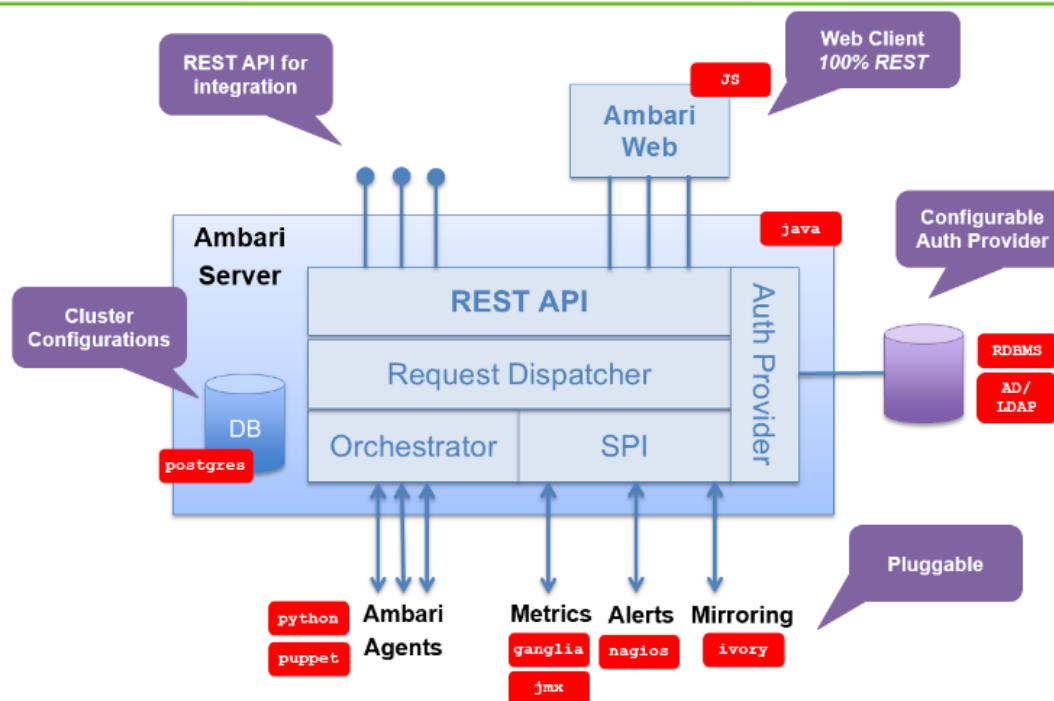 REST API for
integration
Web Client
100% REST
JS
Ambari
Web
Ambari
Server
java
Configurable
Auth Provider
Cluster
Configurations
REST API
Auth Provider
Request Dispatcher
RDBMS
AD/
LDAP
DB
postgres
Orchestrator
SPI
Pluggable
python
puppet
Ambari
Agents
Metrics
ganglia
jmx
Alerts
nagios
Mirroring
ivory